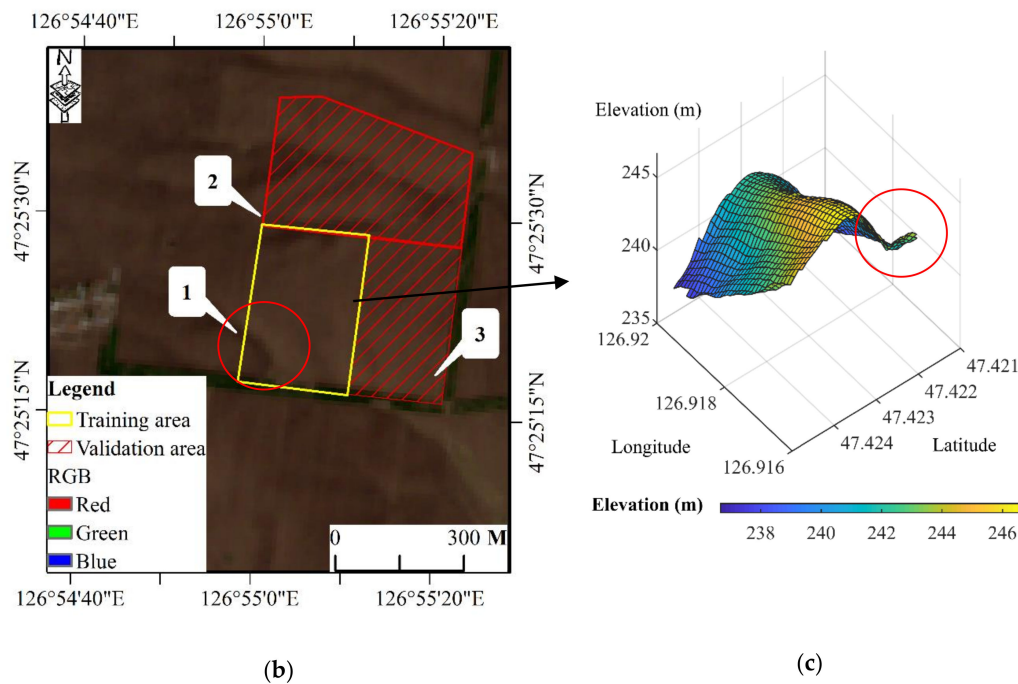 126°54'40"E
126°55'0"E
126°55'20"E
N
47°25'30"N
47°25'15"N
2
1
3
47°25'30"N
47°25'15"N
Legend
Training area
Validation area
RGB
Red
Green
Blue
0
300 M
126°54'40"E
126°55'0"E
126°55'20"E
(b)
Elevation (m)
245
240
235
126.92
126.918
126.916
Longitude
47.421
47.422
47.423
47.424
Latitude
Elevation (m)
238
240
242
244
246
(c)